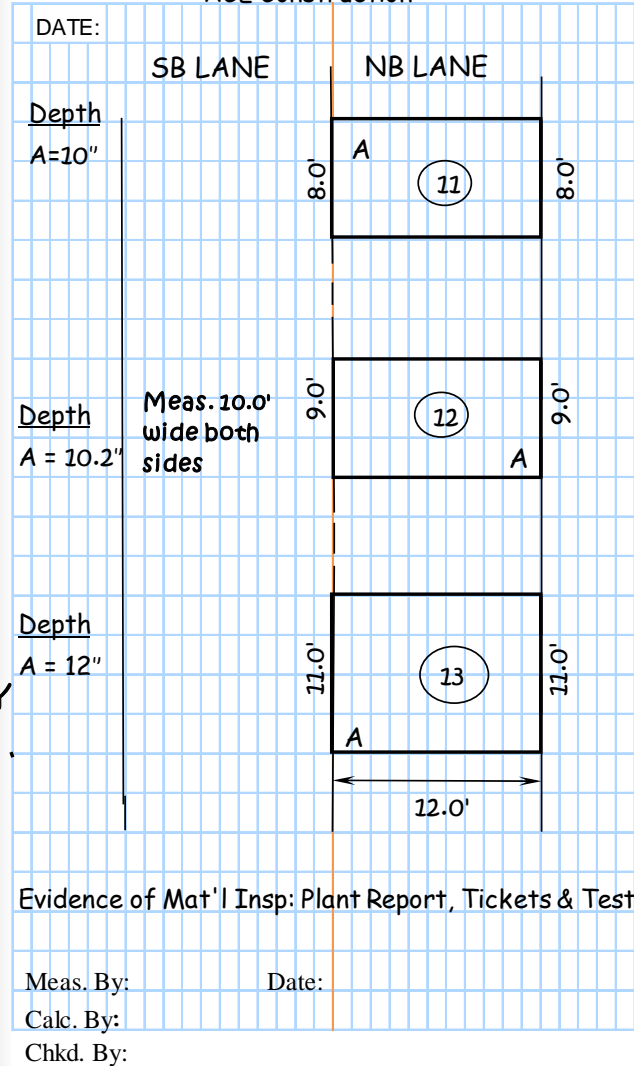 DATE:
SB LANE NB LANE
Depth
A=10"
8.0'
A
11
8.0'
Depth
A = 10.2"
Meas. 10.0'
wide both
sides
9.0'
12
A
9.0'
Depth
A = 12"
11.0'
13
A
11.0'
12.0'
Evidence of Mat'l Insp: Plant Report, Tickets & Test
Meas. By: Date:
Calc. By:
Chkd. By: